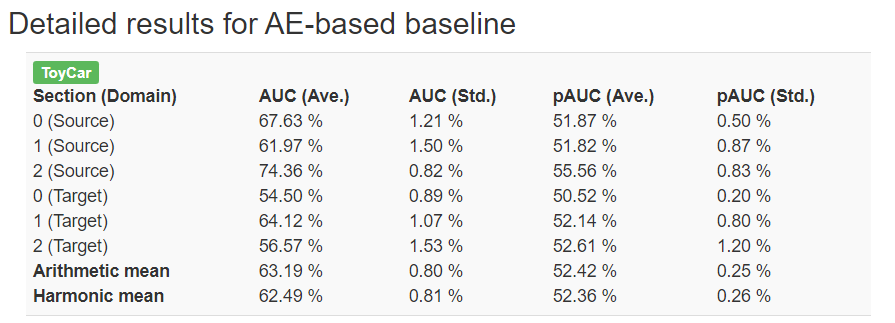 Detailed results for AE-based baseline
ToyCar
Section (Domain) AUC (Ave.) AUC (Std.) pAUC (Ave.) pAUC (Std.)
0 (Source) 67.63 % 1.21 % 51.87 % 0.50 %
1 (Source) 61.97 % 1.50 % 51.82 % 0.87 %
2 (Source) 74.36 % 0.82 % 55.56 % 0.83 %
0 (Target) 54.50 % 0.89 % 50.52 % 0.20 %
1 (Target) 64.12 % 1.07 % 52.14 % 0.80 %
2 (Target) 56.57 % 1.53 % 52.61 % 1.20 %
Arithmetic mean 63.19 % 0.80 % 52.42 % 0.25 %
Harmonic mean 62.49 % 0.81 % 52.36 % 0.26 %